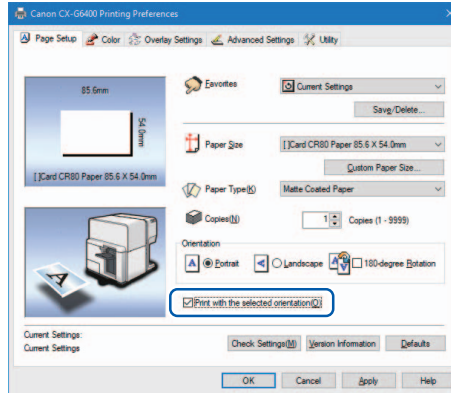 Canon CX-G6400 Printing Preferences
Page Setup Color Overlay Settings Advanced Settings Utility
85.6mm
54.0mm
[]Card CR80 Paper 85.6 X 54.0mm
Favorites Current Settings
Save/Delete...
Paper Size []Card CR80 Paper 85.6 X 54.0mm
Custom Paper Size...
Paper Type(K) Matte Coated Paper
Copies(N) 1 Copies (1 - 9999)
Orientation
A Portrait A Landscape A 180-degree Rotation
Print with the selected orientation(O)
A
Current Settings:
Current Settings
Check Settings(M) Version Information Defaults
OK Cancel Apply Help